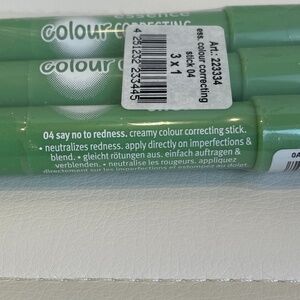 essence
colour CORRECTING
colour C
Art. 223334
ess. colour correcting
stick 04
3 x 1
4 251232 233445
04 say no to redness. creamy colour correcting stick.
• neutralizes redness. apply directly on imperfections &
blend. • gleicht rötungen aus. einfach auftragen &
verblenden. • neutralise les rougeurs. appliquez
directement sur les imperfections et estompez au doigt.